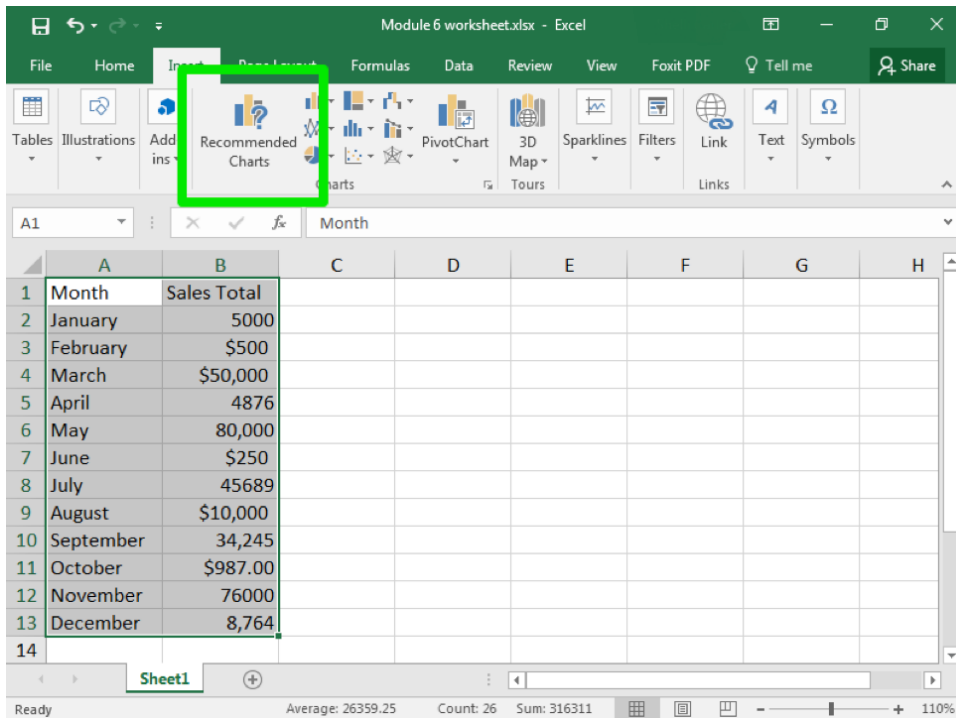 Module 6 worksheet.xlsx - Excel
File Home Insert Page Layout Formulas Data Review View Foxit PDF Tell me Share
Tables Illustrations Add-ins Recommended Charts PivotChart 3D Map Sparklines Filters Link Text Symbols
Charts Tours Links
A1 fx Month
A B C D E F G H
1 Month Sales Total
2 January 5000
3 February $500
4 March $50,000
5 April 4876
6 May 80,000
7 June $250
8 July 45689
9 August $10,000
10 September 34,245
11 October $987.00
12 November 76000
13 December 8,764
14
Sheet1
Ready Average: 26359.25 Count: 26 Sum: 316311 110%